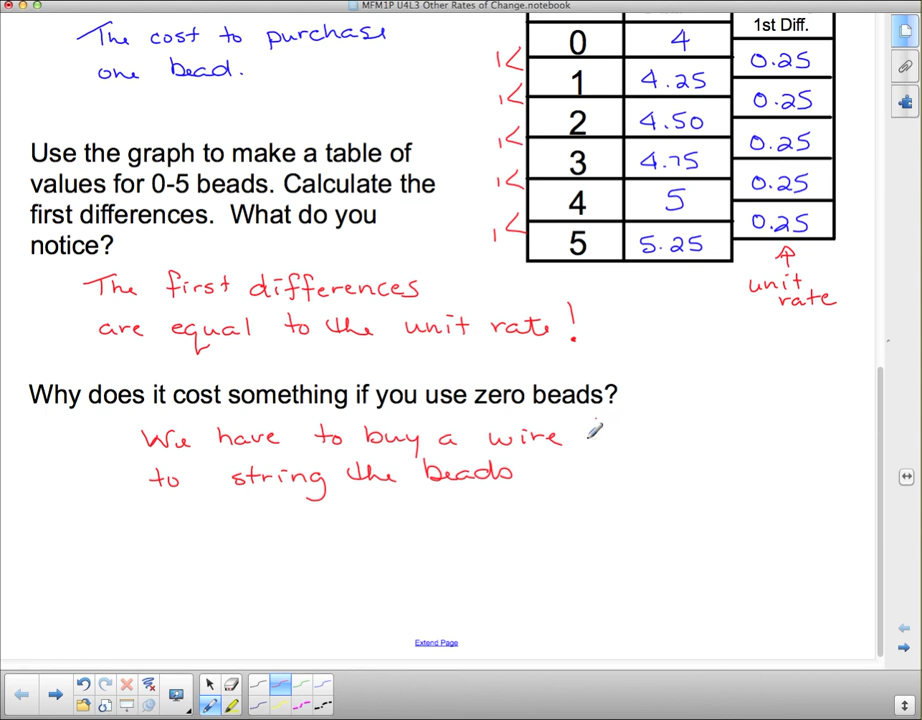 MFM1P U4L3 Other Rates of Change.notebook
The cost to purchase
one bead.
1st Diff.
0 4 0.25
1 4.25 0.25
2 4.50 0.25
3 4.75 0.25
4 5 0.25
5 5.25
1<
1<
1<
1<
1<
unit
rate
Use the graph to make a table of
values for 0-5 beads. Calculate the
first differences. What do you
notice?
The first differences
are equal to the unit rate!
Why does it cost something if you use zero beads?
We have to buy a wire
to string the beads
Extend Page